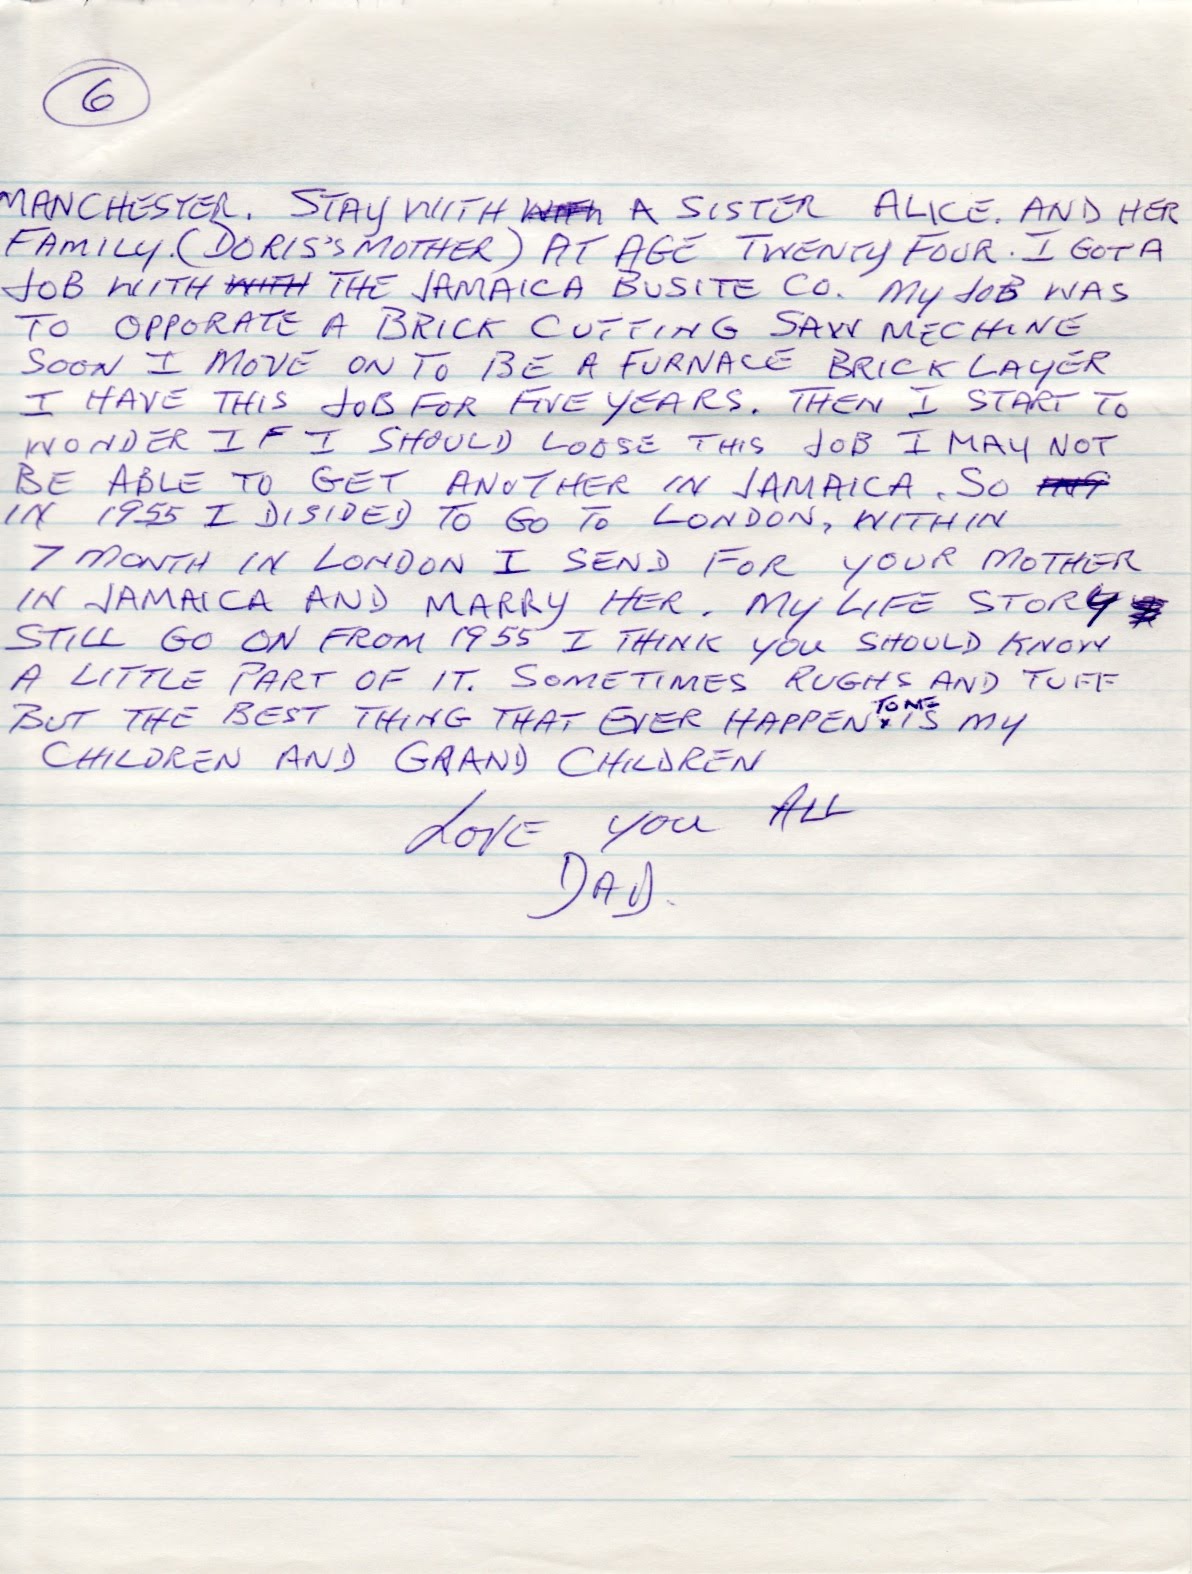 6
MANCHESTER. STAY WITH WITH A SISTER ALICE. AND HER
FAMILY. (DORIS'S MOTHER) AT AGE TWENTY FOUR. I GOT A
JOB WITH WITH THE JAMAICA BUSITE CO. MY JOB WAS
TO OPPORATE A BRICK CUTTING SAW MECHINE
SOON I MOVE ON TO BE A FURNACE BRICK LAYER
I HAVE THIS JOB FOR FIVE YEARS. THEN I START TO
WONDER IF I SHOULD LOOSE THIS JOB I MAY NOT
BE ABLE TO GET ANOTHER IN JAMAICA. SO
IN 1955 I DISIDED TO GO TO LONDON, WITHIN
7 MONTH IN LONDON I SEND FOR YOUR MOTHER
IN JAMAICA AND MARRY HER. MY LIFE STORY
STILL GO ON FROM 1955 I THINK YOU SHOULD KNOW
A LITTLE PART OF IT. SOMETIMES RUGHS AND TUFF
BUT THE BEST THING THAT EVER HAPPEN TO ME IS MY
CHILDREN AND GRAND CHILDREN
LOVE YOU ALL
DAD.